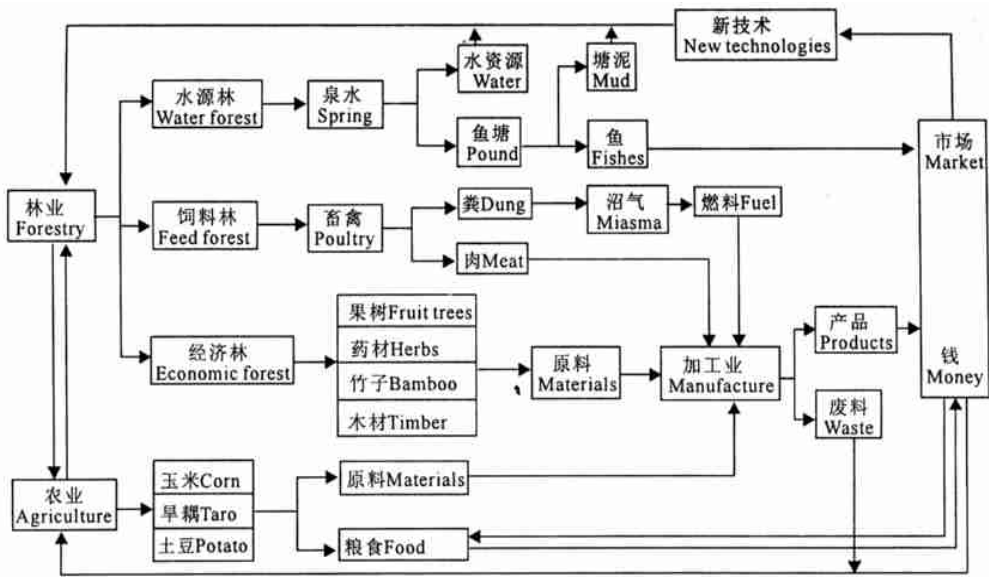 新技术
New technologies
水资源
Water
塘泥
Mud
水源林
Water forest
泉水
Spring
鱼塘
Pound
鱼
Fishes
市场
Market
林业
Forestry
饲料林
Feed forest
畜禽
Poultry
粪Dung
沼气
Miasma
燃料Fuel
肉Meat
经济林
Economic forest
果树Fruit trees
药材Herbs
竹子Bamboo
木材Timber
原料
Materials
加工业
Manufacture
产品
Products
废料
Waste
钱
Money
农业
Agriculture
玉米Corn
旱耦Taro
土豆Potato
原料Materials
粮食Food